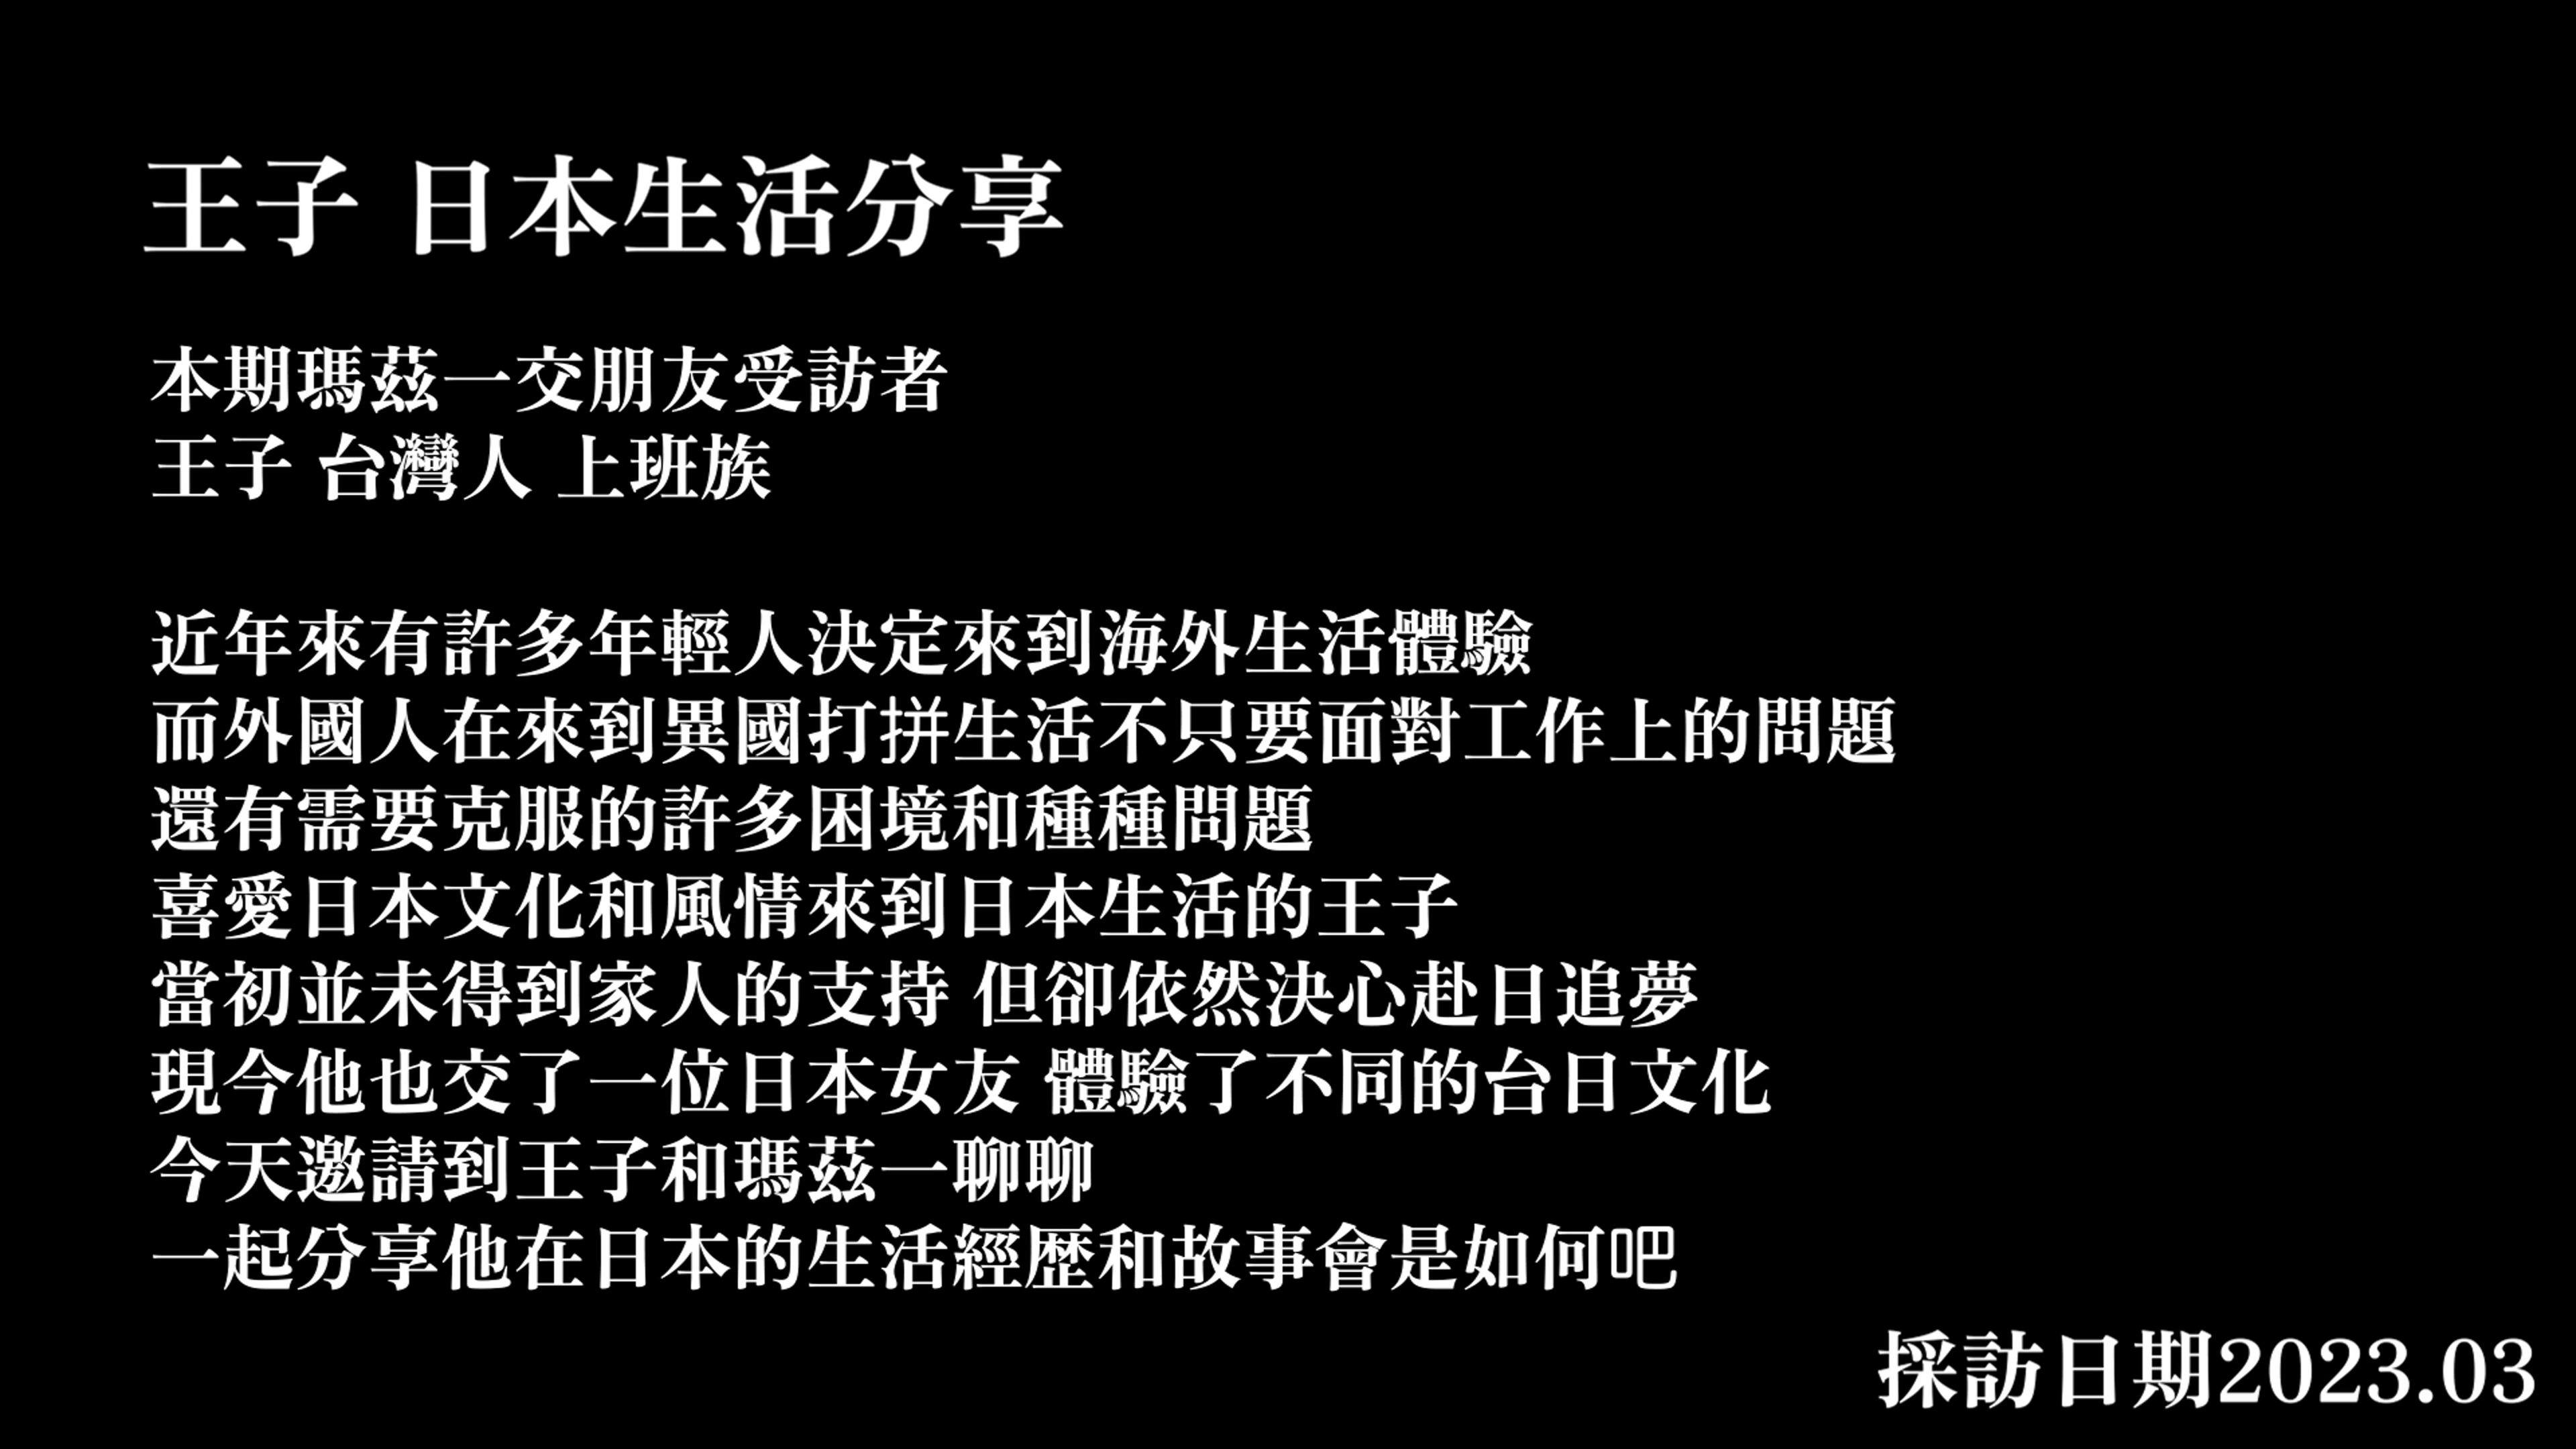 王子 日本生活分享
本期瑪茲一交朋友受訪者
王子 台灣人 上班族
近年來有許多年輕人決定來到海外生活體驗
而外國人在來到異國打拼生活不只要面對工作上的問題
還有需要克服的許多困境和種種問題
喜愛日本文化和風情來到日本生活的王子
當初並未得到家人的支持 但卻依然決心赴日追夢
現今他也交了一位日本女友 體驗了不同的台日文化
今天邀請到王子和瑪茲一聊聊
一起分享他在日本的生活經歴和故事會是如何吧
採訪日期2023.03